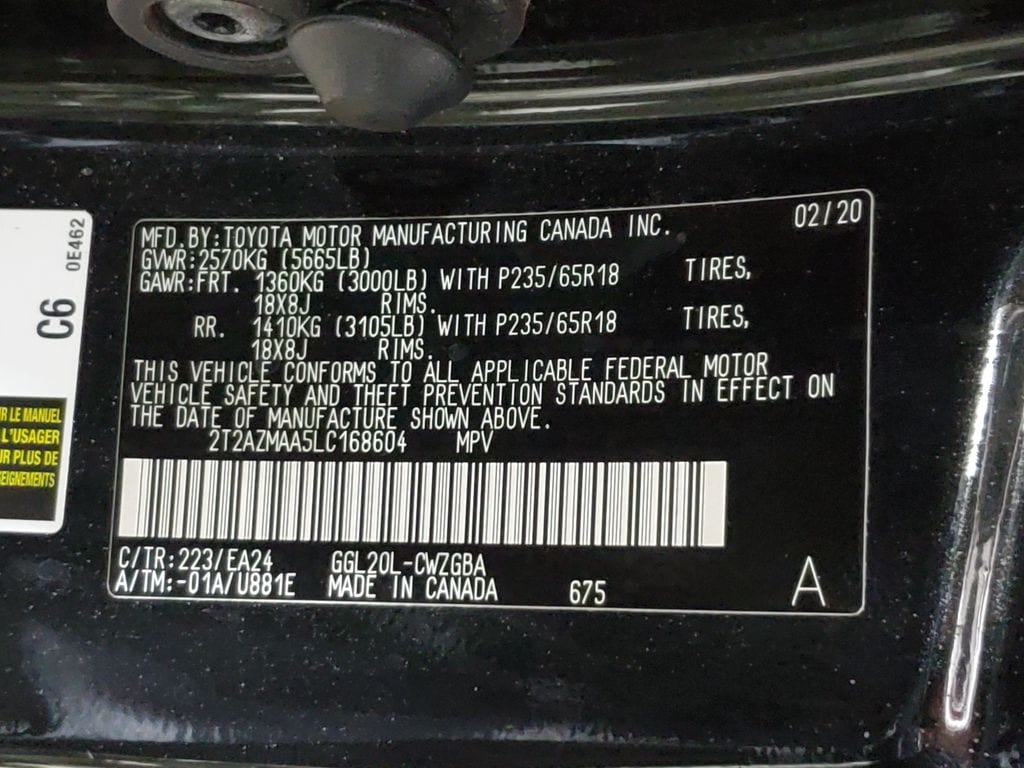 0E462
C6
R LE MANUEL
L'USAGER
R PLUS DE
EIGNEMENTS
MFD.BY:TOYOTA MOTOR MANUFACTURING CANADA INC. 02/20
GVWR:2570KG (5665LB)
GAWR:FRT. 1360KG (3000LB) WITH P235/65R18 TIRES,
18X8J RIMS.
RR. 1410KG (3105LB) WITH P235/65R18 TIRES,
18X8J RIMS.
THIS VEHICLE CONFORMS TO ALL APPLICABLE FEDERAL MOTOR
VEHICLE SAFETY AND THEFT PREVENTION STANDARDS IN EFFECT ON
THE DATE OF MANUFACTURE SHOWN ABOVE.
2T2AZMAA5LC168604 MPV
C/TR:223/EA24 GGL20L-CWZGBA
A/TM:-01A/U881E MADE IN CANADA 675 A